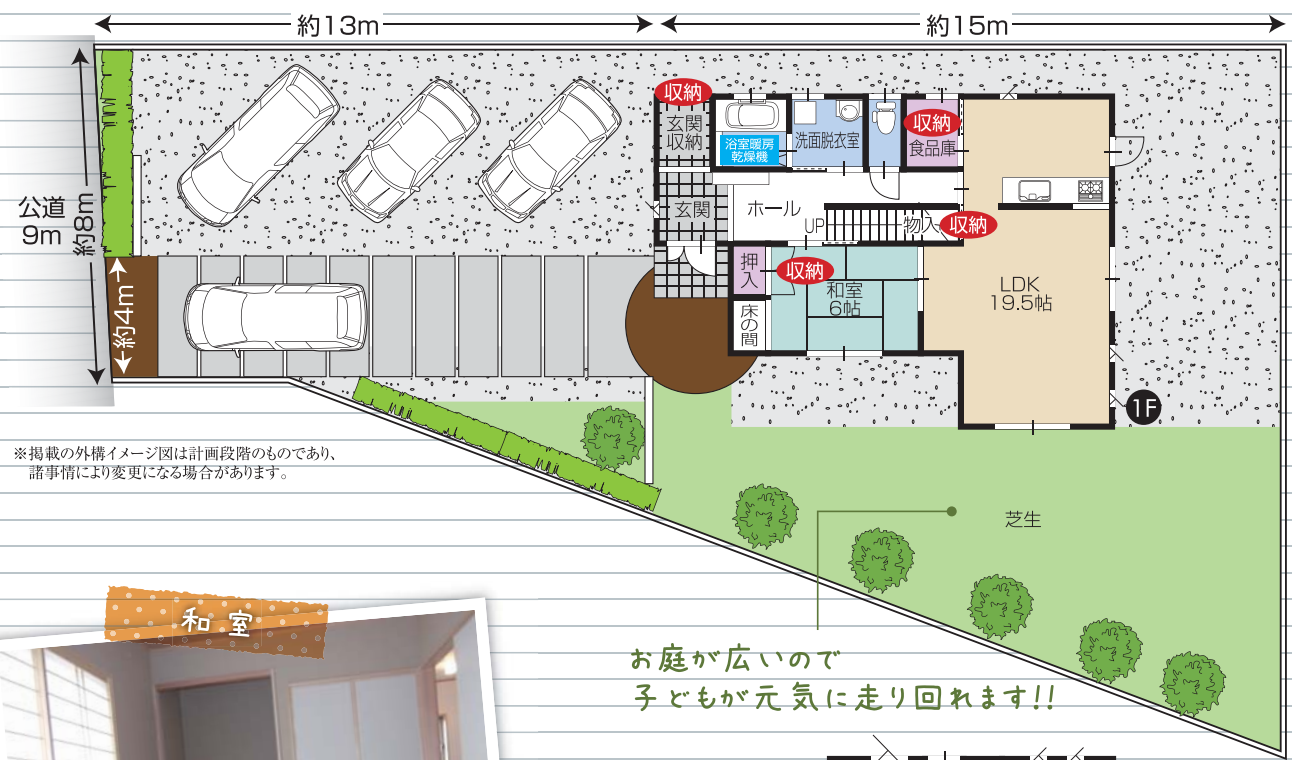 約13m
約15m
公道
9m
約8m
約4m
収納
玄関
収納
浴室暖房
乾燥機
洗面脱衣室
収納
食品庫
玄関
ホール
UP
物入
収納
押入
収納
和室
6帖
床の間
LDK
19.5帖
1F
※掲載の外構イメージ図は計画段階のものであり、
諸事情により変更になる場合があります。
芝生
和室
お庭が広いので
子どもが元気に走り回れます!!